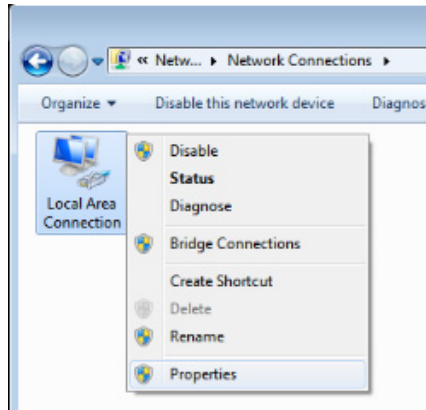 « Netw... ▸ Network Connections ▸
Organize ▾ Disable this network device Diagnos
Local Area
Connection
Disable
Status
Diagnose
Bridge Connections
Create Shortcut
Delete
Rename
Properties